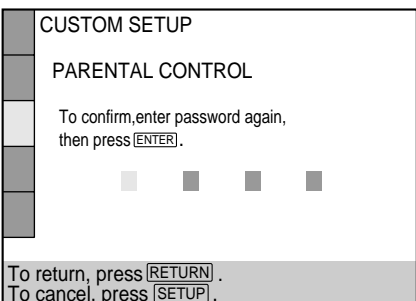 CUSTOM SETUP
PARENTAL CONTROL
To confirm,enter password again,
then press ENTER .
To return, press RETURN .
To cancel, press SETUP .